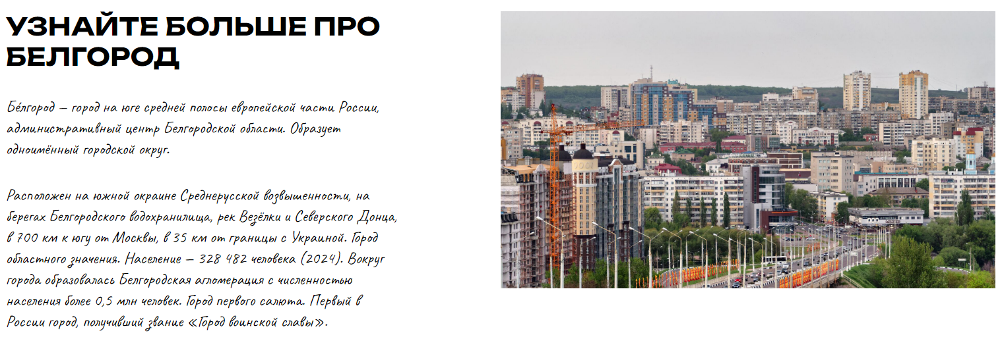 УЗНАЙТЕ БОЛЬШЕ ПРО
БЕЛГОРОД
Бе́лгород — город на юге средней полосы европейской части России,
административный центр Белгородской области. Образует
одноимённый городской округ.
Расположен на южной окраине Среднерусской возвышенности, на
берегах Белгородского водохранилища, рек Везёлки и Северского Донца,
в 700 км к югу от Москвы, в 35 км от границы с Украиной. Город
областного значения. Население — 328 482 человека (2024). Вокруг
города образовалась Белгородская агломерация с численностью
населения более 0,5 млн человек. Город первого салюта. Первый в
России город, получивший звание «Город воинской славы».